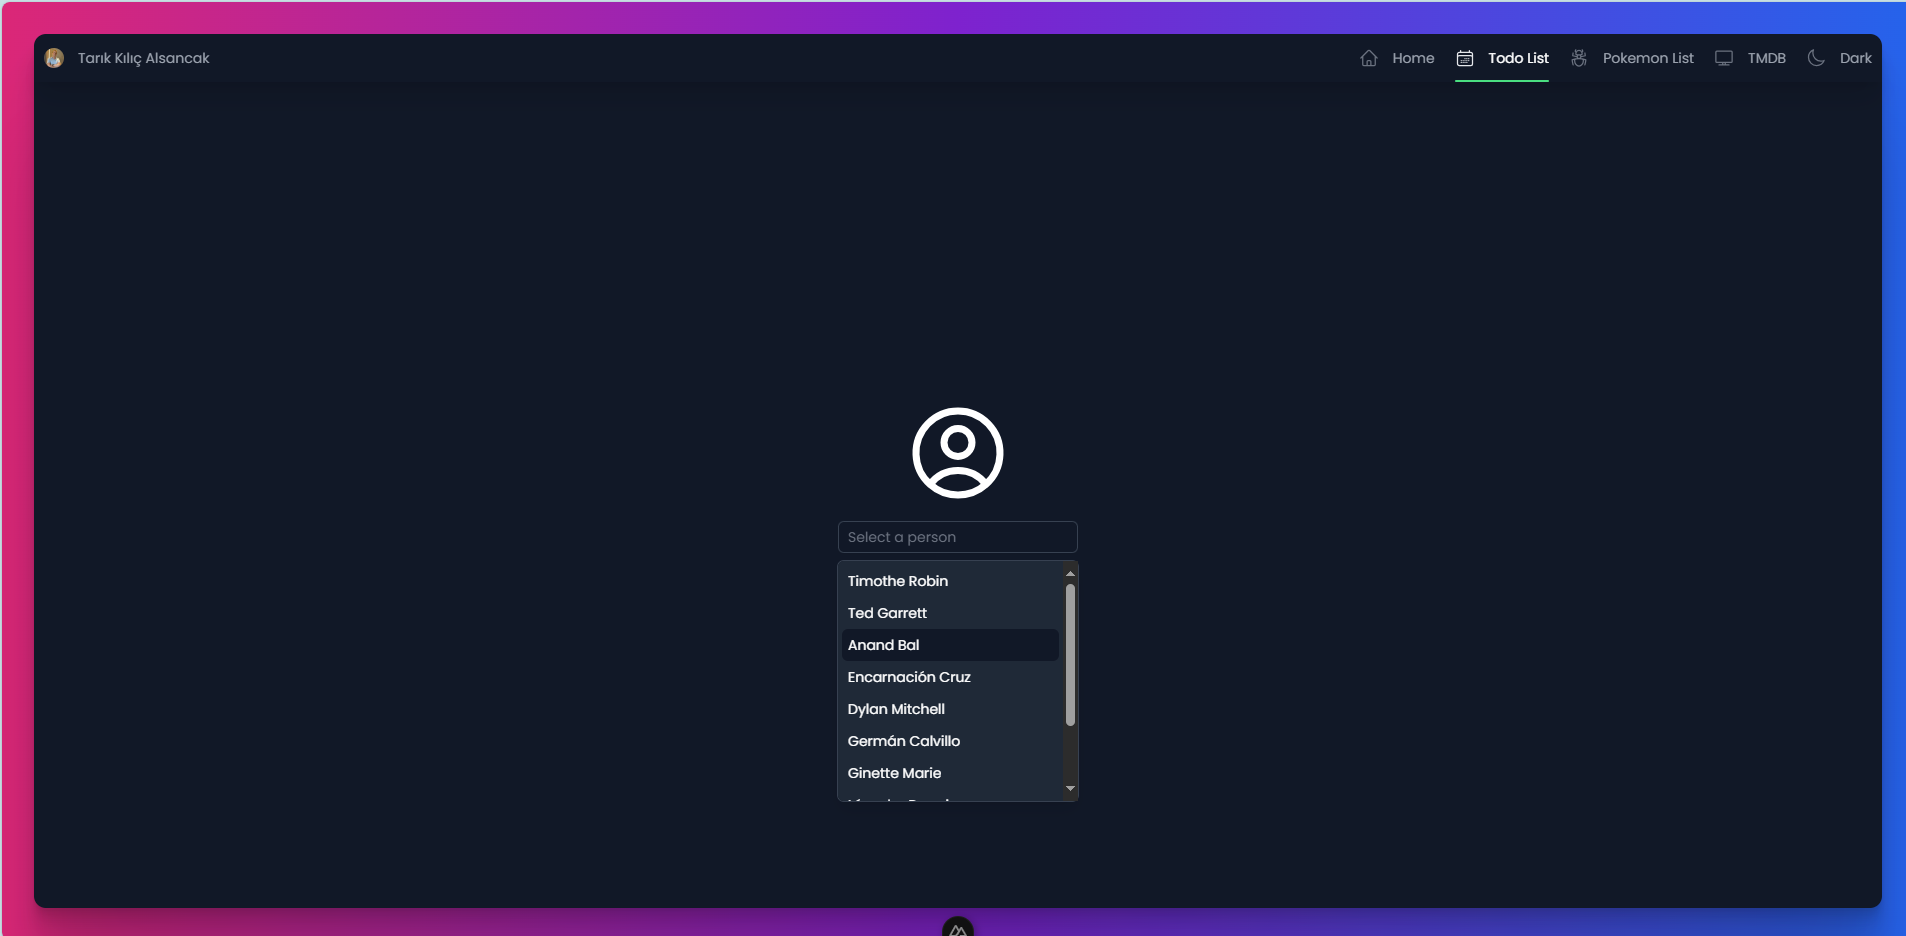 Tarık Kılıç Alsancak
Home
Todo List
Pokemon List
TMDB
Dark
Select a person
Timothe Robin
Ted Garrett
Anand Bal
Encarnación Cruz
Dylan Mitchell
Germán Calvillo
Ginette Marie